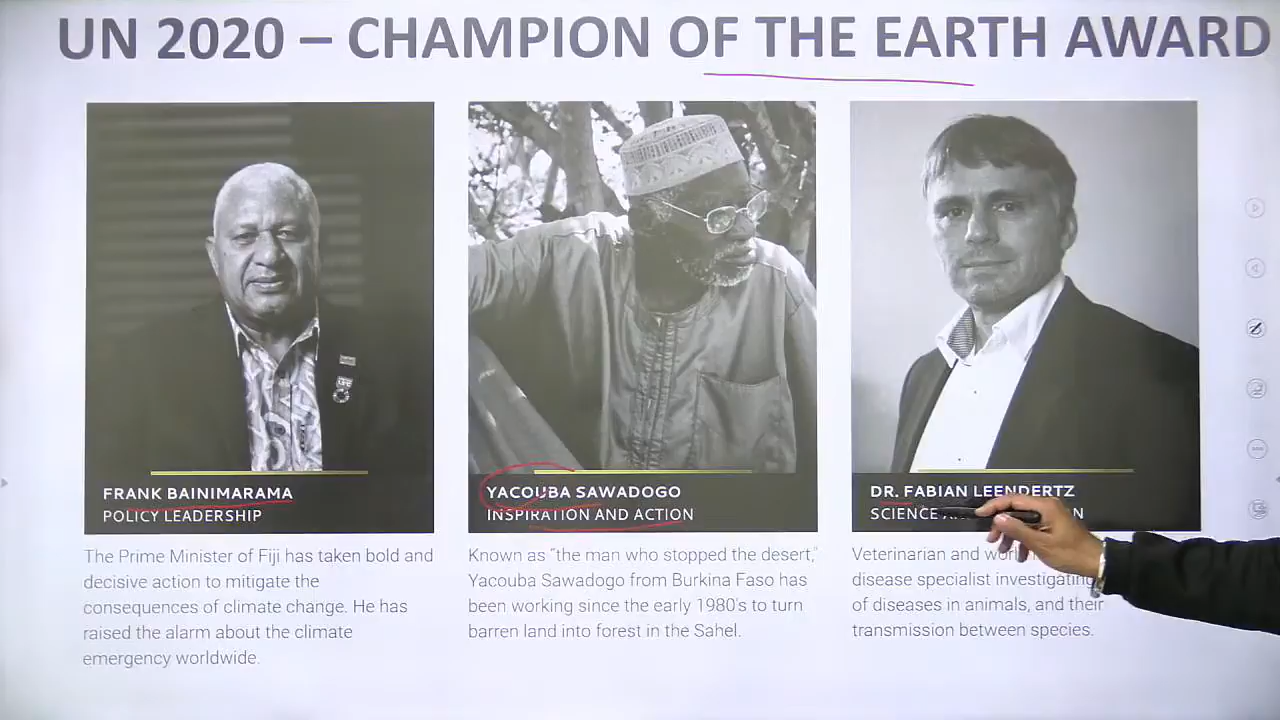 UN 2020 – CHAMPION OF THE EARTH AWARD
FRANK BAINIMARAMA
POLICY LEADERSHIP
The Prime Minister of Fiji has taken bold and
decisive action to mitigate the
consequences of climate change. He has
raised the alarm about the climate
emergency worldwide.
YACOUBA SAWADOGO
INSPIRATION AND ACTION
Known as "the man who stopped the desert,"
Yacouba Sawadogo from Burkina Faso has
been working since the early 1980's to turn
barren land into forest in the Sahel.
DR. FABIAN LEENDERTZ
SCIENCE
Veterinarian and
disease specialist investigating
of diseases in animals, and their
transmission between species.